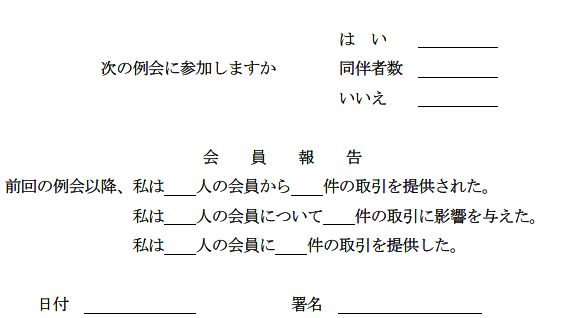 は　い　＿＿＿＿＿
次の例会に参加しますか　同伴者数　＿＿＿＿＿
いいえ　＿＿＿＿＿
会　員　報　告
前回の例会以降、私は＿＿人の会員から＿＿件の取引を提供された。
私は＿＿人の会員について＿＿件の取引に影響を与えた。
私は＿＿人の会員に＿＿件の取引を提供した。
日付　＿＿＿＿＿＿＿　署名　＿＿＿＿＿＿＿＿＿